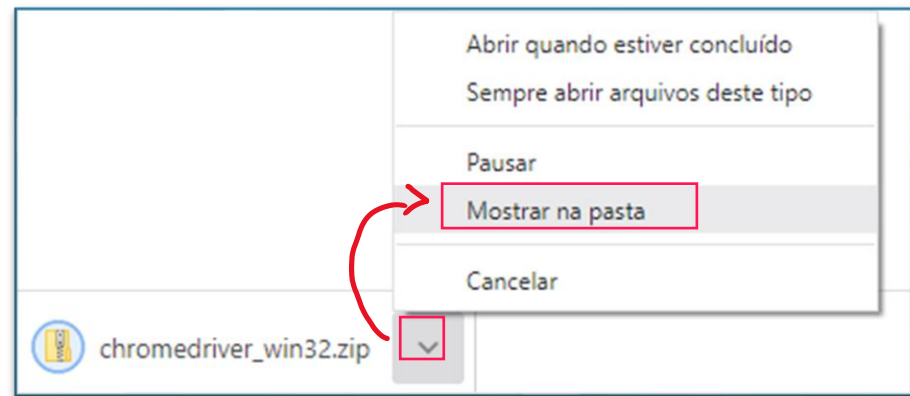 Abrir quando estiver concluído
Sempre abrir arquivos deste tipo
Pausar
Mostrar na pasta
Cancelar
chromedriver_win32.zip